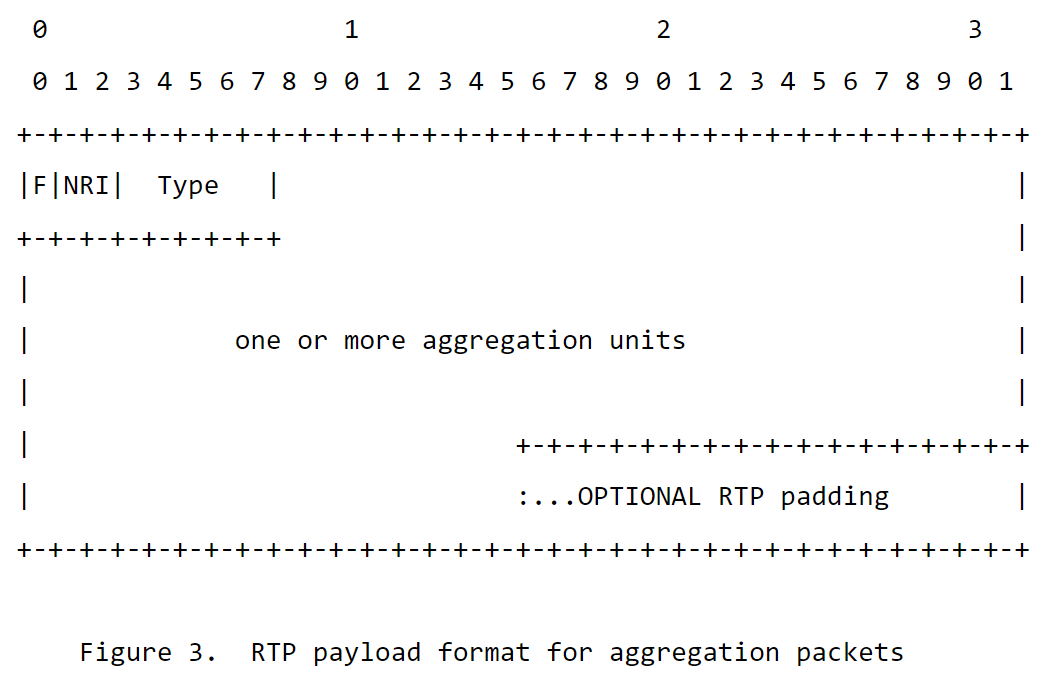 0                   1                   2                   3
 0 1 2 3 4 5 6 7 8 9 0 1 2 3 4 5 6 7 8 9 0 1 2 3 4 5 6 7 8 9 0 1
+-+-+-+-+-+-+-+-+-+-+-+-+-+-+-+-+-+-+-+-+-+-+-+-+-+-+-+-+-+-+-+-+
|F|NRI|  Type   |                                               |
+-+-+-+-+-+-+-+-+                                               |
|                                                               |
|             one or more aggregation units                     |
|                                                               |
|                               +-+-+-+-+-+-+-+-+-+-+-+-+-+-+-+-+
|                               :...OPTIONAL RTP padding        |
+-+-+-+-+-+-+-+-+-+-+-+-+-+-+-+-+-+-+-+-+-+-+-+-+-+-+-+-+-+-+-+-+
    Figure 3.  RTP payload format for aggregation packets